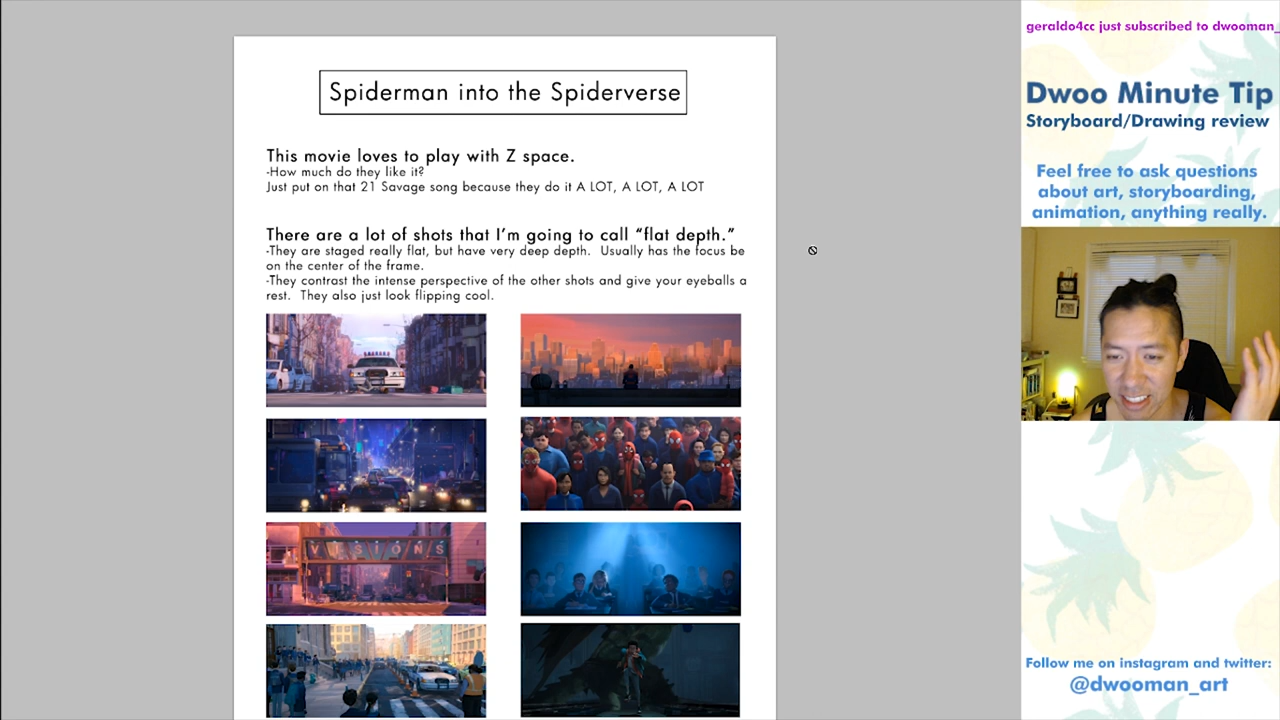 Spiderman into the Spiderverse
This movie loves to play with Z space.
-How much do they like it?
Just put on that 21 Savage song because they do it A LOT, A LOT, A LOT
There are a lot of shots that I'm going to call “flat depth.”
-They are staged really flat, but have very deep depth.  Usually has the focus be
on the center of the frame.
-They contrast the intense perspective of the other shots and give your eyeballs a
rest.  They also just look flipping cool.
VISIONS
geraldo4cc just subscribed to dwooman_
Dwoo Minute Tip
Storyboard/Drawing review
Feel free to ask questions
about art, storyboarding,
animation, anything really.
Follow me on instagram and twitter:
@dwooman_art